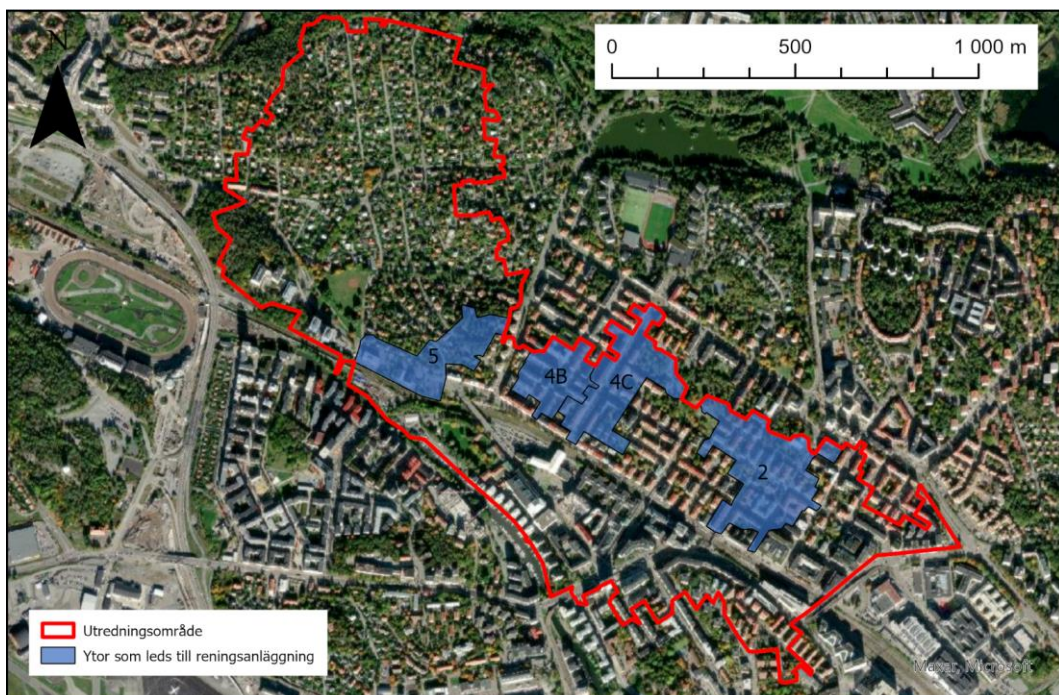 N
0 500 1 000 m
5
4B
4C
2
Utredningsområde
Ytor som leds till reningsanläggning
Maxar, Microsoft